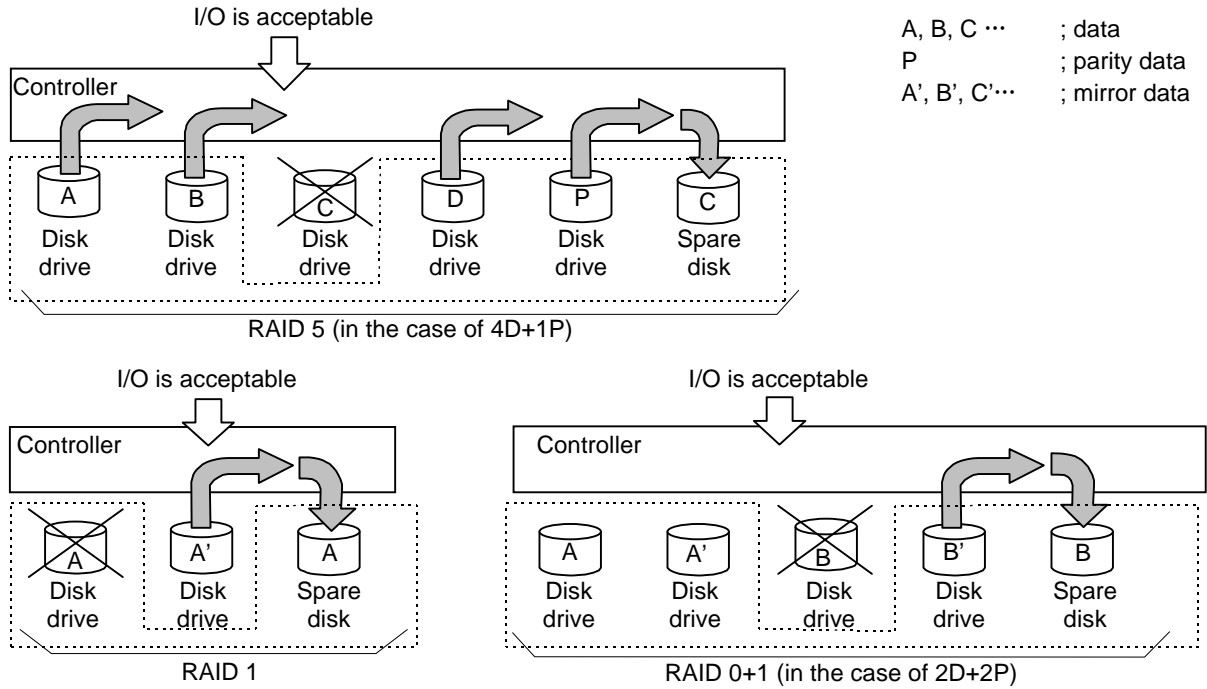 I/O is acceptable
A, B, C ··· ; data
P ; parity data
A', B', C'··· ; mirror data
Controller
A B C D P C
Disk drive Disk drive Disk drive Disk drive Disk drive Spare disk
RAID 5 (in the case of 4D+1P)
I/O is acceptable
Controller
A A' A
Disk drive Disk drive Spare disk
RAID 1
I/O is acceptable
Controller
A A' B B' B
Disk drive Disk drive Disk drive Disk drive Spare disk
RAID 0+1 (in the case of 2D+2P)